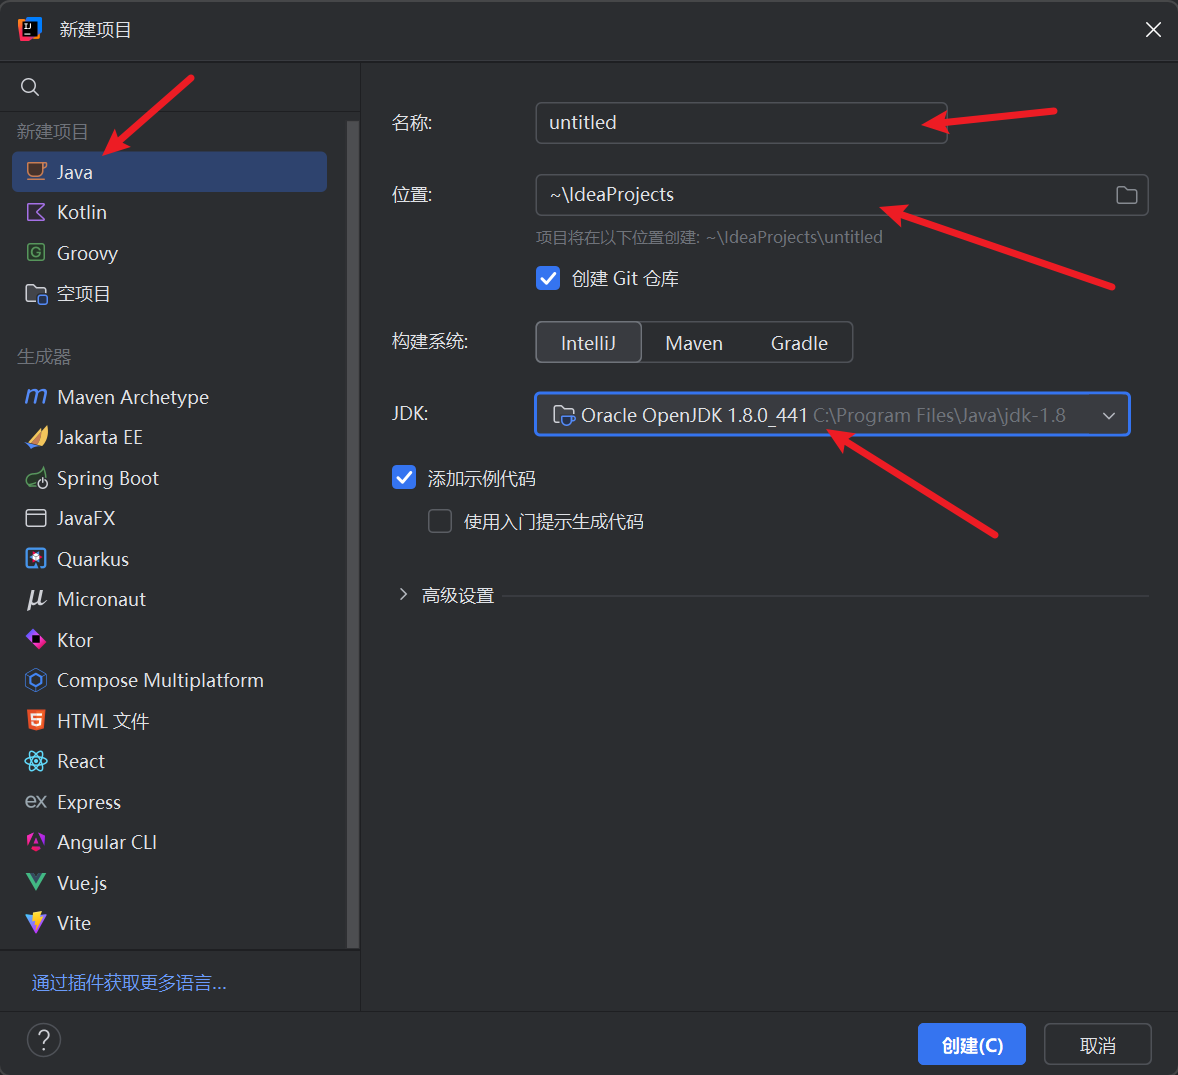 新建项目
新建项目
Java
Kotlin
Groovy
空项目
生成器
Maven Archetype
Jakarta EE
Spring Boot
JavaFX
Quarkus
Micronaut
Ktor
Compose Multiplatform
HTML 文件
React
Express
Angular CLI
Vue.js
Vite
通过插件获取更多语言...
名称:
untitled
位置:
~\IdeaProjects
项目将在以下位置创建: ~\IdeaProjects\untitled
创建 Git 仓库
构建系统:
IntelliJ Maven Gradle
JDK:
Oracle OpenJDK 1.8.0_441 C:\Program Files\Java\jdk-1.8
添加示例代码
使用入门提示生成代码
高级设置
?
创建(C)
取消